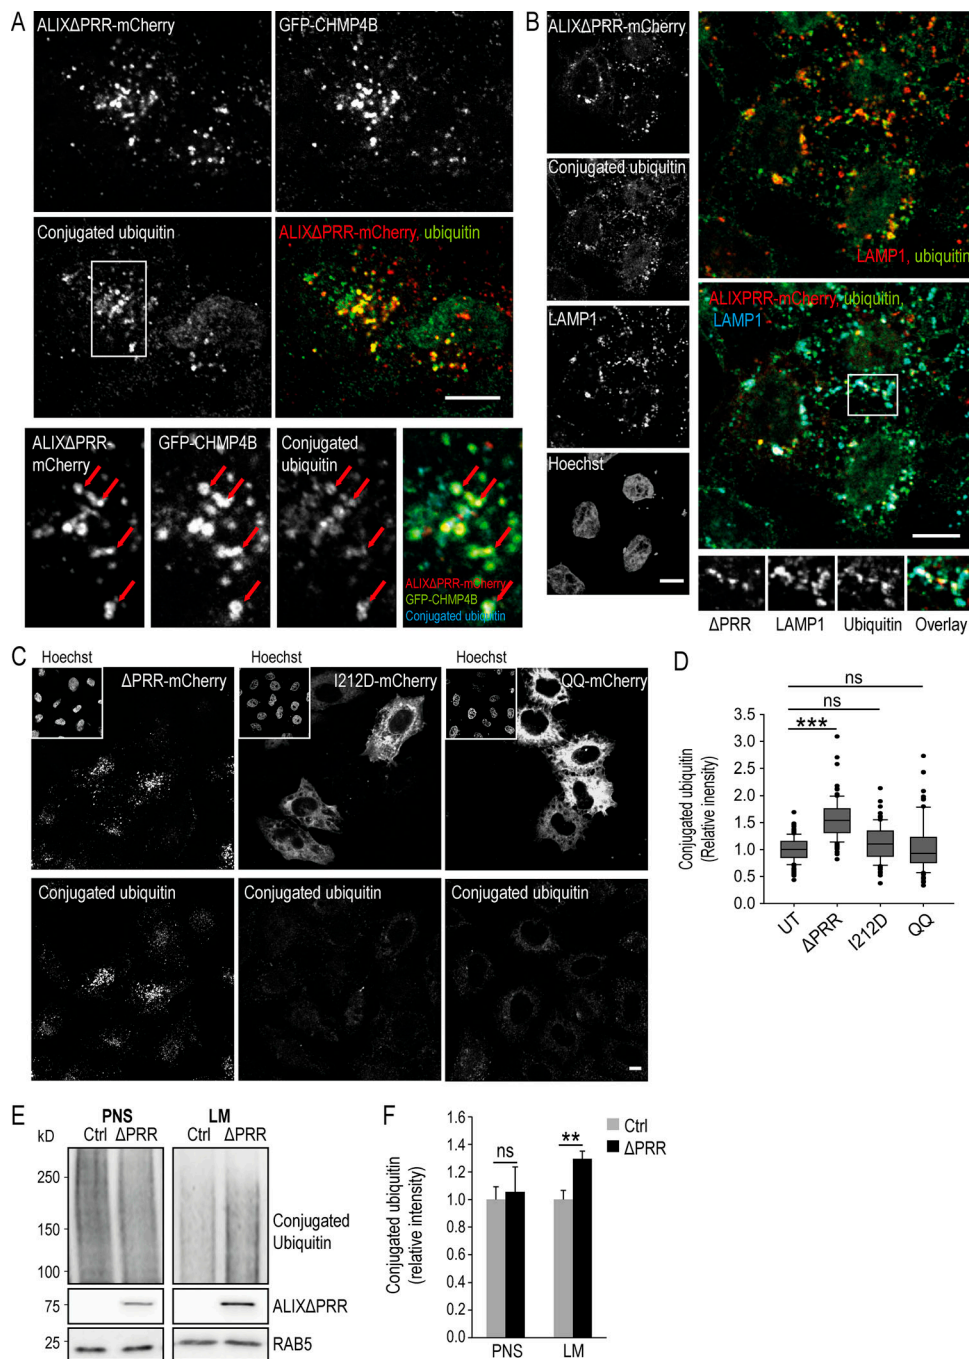 A
ALIXΔPRR-mCherry
GFP-CHMP4B
Conjugated ubiquitin
ALIXΔPRR-mCherry, ubiquitin
ALIXΔPRR-
mCherry
GFP-CHMP4B
Conjugated
ubiquitin
ALIXΔPRR-mCherry
GFP-CHMP4B
Conjugated ubiquitin
B
ALIXΔPRR-mCherry
Conjugated ubiquitin
LAMP1
Hoechst
LAMP1, ubiquitin
ALIXPRR-mCherry, ubiquitin,
LAMP1
ΔPRR
LAMP1
Ubiquitin
Overlay
C
Hoechst
ΔPRR-mCherry
Hoechst
I212D-mCherry
Hoechst
QQ-mCherry
Conjugated ubiquitin
Conjugated ubiquitin
Conjugated ubiquitin
D
ns
ns
***
Conjugated ubiquitin
(Relative inensity)
3.5
3.0
2.5
2.0
1.5
1.0
0.5
0.0
UT
ΔPRR
I212D
QQ
E
PNS
LM
kD
Ctrl
ΔPRR
Ctrl
ΔPRR
250
150
100
Conjugated
Ubiquitin
75
ALIXΔPRR
25
RAB5
F
Conjugated ubiquitin
(relative intensity)
1.6
1.4
1.2
1.0
0.8
0.6
0.4
0.2
0.0
ns
**
Ctrl
ΔPRR
PNS
LM